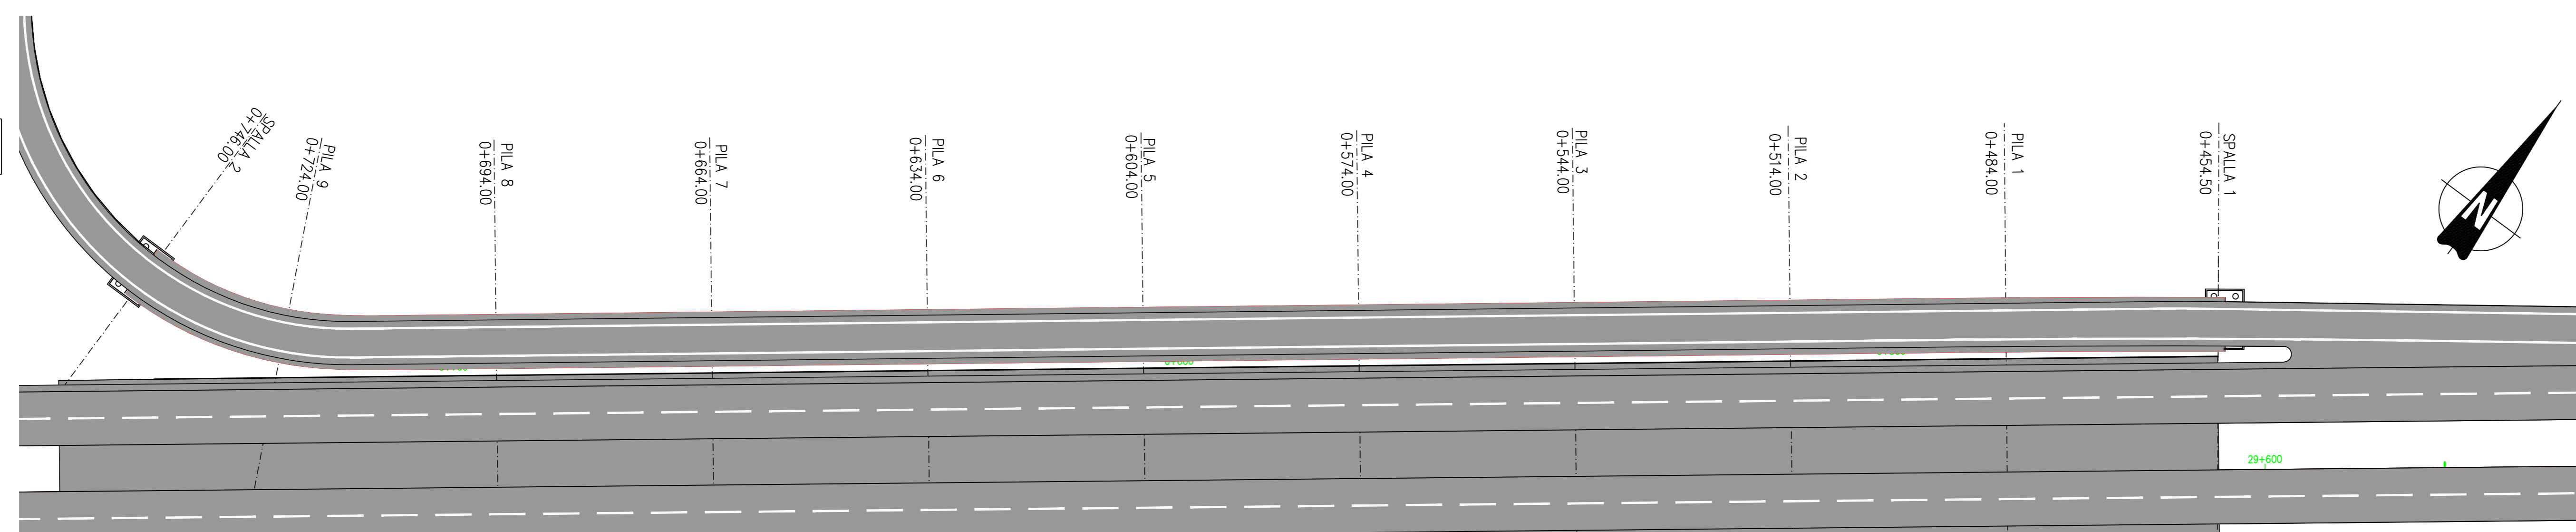 SPALLA 2
0+746.00
PILA 9
0+724.00
PILA 8
0+694.00
PILA 7
0+664.00
PILA 6
0+634.00
PILA 5
0+604.00
PILA 4
0+574.00
PILA 3
0+544.00
PILA 2
0+514.00
PILA 1
0+484.00
SPALLA 1
0+454.50
N
29+600